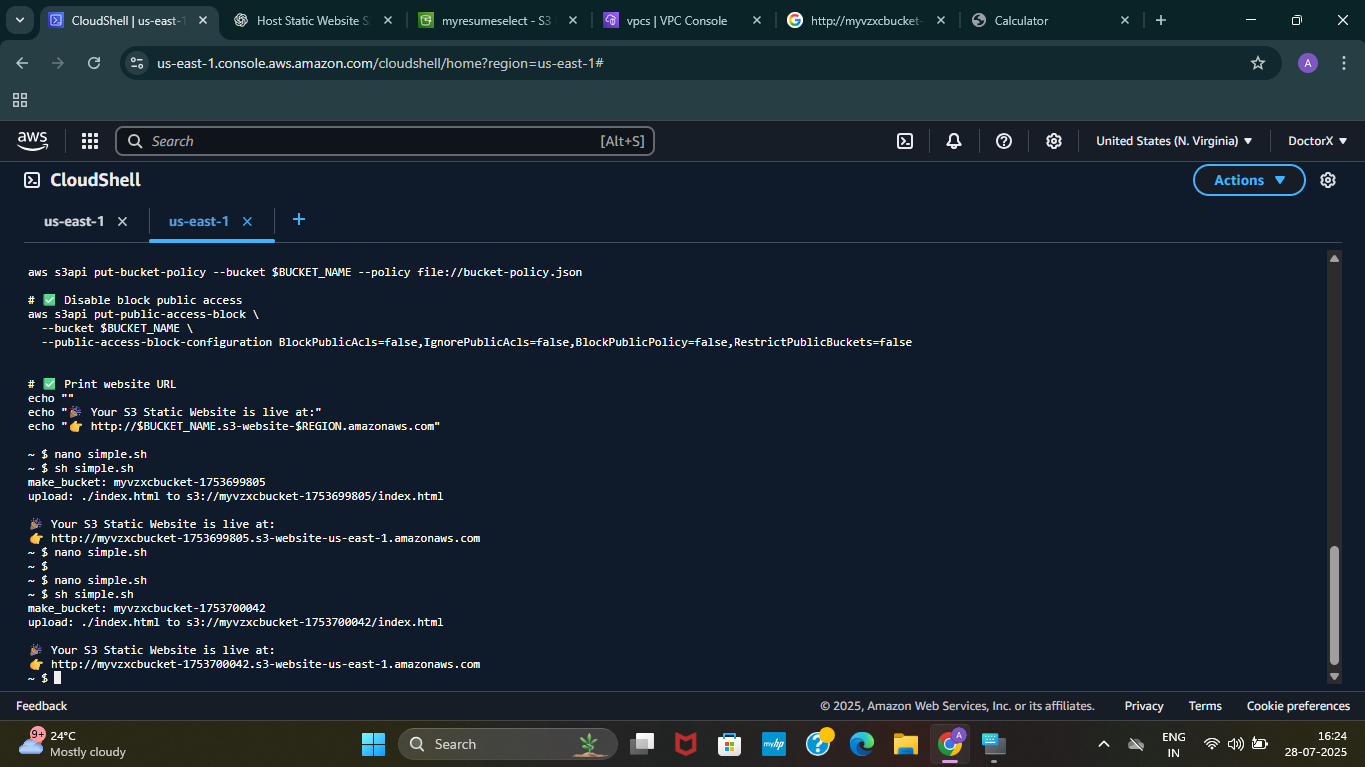 CloudShell | us-east-1
Host Static Website S
myresumeselect - S3
vpcs | VPC Console
http://myvzxcbucket-
Calculator
us-east-1.console.aws.amazon.com/cloudshell/home?region=us-east-1#
A
aws
Search
[Alt+S]
United States (N. Virginia)
DoctorX
CloudShell
Actions
us-east-1
us-east-1
aws s3api put-bucket-policy --bucket $BUCKET_NAME --policy file://bucket-policy.json
# ✅ Disable block public access
aws s3api put-public-access-block \
--bucket $BUCKET_NAME \
--public-access-block-configuration BlockPublicAcls=false,IgnorePublicAcls=false,BlockPublicPolicy=false,RestrictPublicBuckets=false
# ✅ Print website URL
echo ""
echo "🎉 Your S3 Static Website is live at:"
echo "👉 http://$BUCKET_NAME.s3-website-$REGION.amazonaws.com"
~ $ nano simple.sh
~ $ sh simple.sh
make_bucket: myvzxcbucket-1753699805
upload: ./index.html to s3://myvzxcbucket-1753699805/index.html
🎉 Your S3 Static Website is live at:
👉 http://myvzxcbucket-1753699805.s3-website-us-east-1.amazonaws.com
~ $ nano simple.sh
~ $
~ $ nano simple.sh
~ $ sh simple.sh
make_bucket: myvzxcbucket-1753700042
upload: ./index.html to s3://myvzxcbucket-1753700042/index.html
🎉 Your S3 Static Website is live at:
👉 http://myvzxcbucket-1753700042.s3-website-us-east-1.amazonaws.com
~ $
Feedback
© 2025, Amazon Web Services, Inc. or its affiliates.
Privacy
Terms
Cookie preferences
9+
24°C
Mostly cloudy
Search
myhp
A
ENG
IN
16:24
28-07-2025